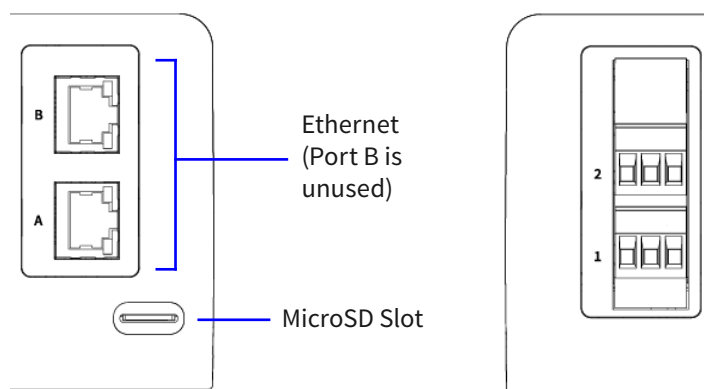 B
A
Ethernet
(Port B is
unused)
MicroSD Slot
2
1